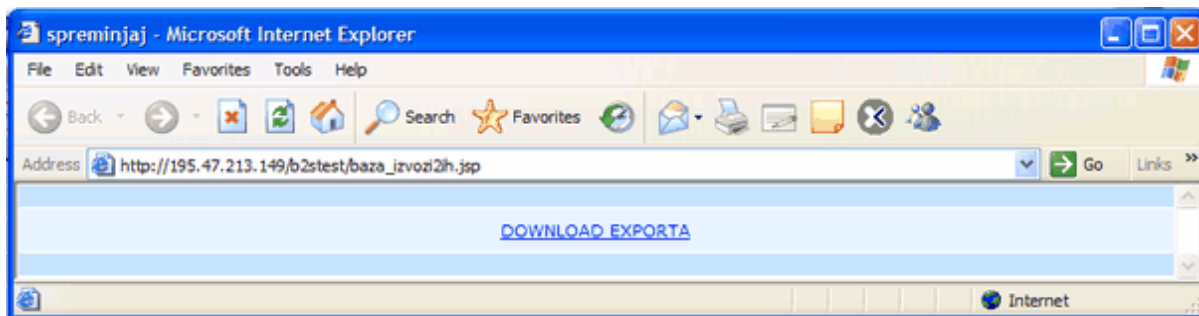 spreminjaj - Microsoft Internet Explorer
File Edit View Favorites Tools Help
Back Search Favorites
Address http://195.47.213.149/b2stest/baza_izvozi2ih.jsp Go Links »
DOWNLOAD EXPORTA
Internet